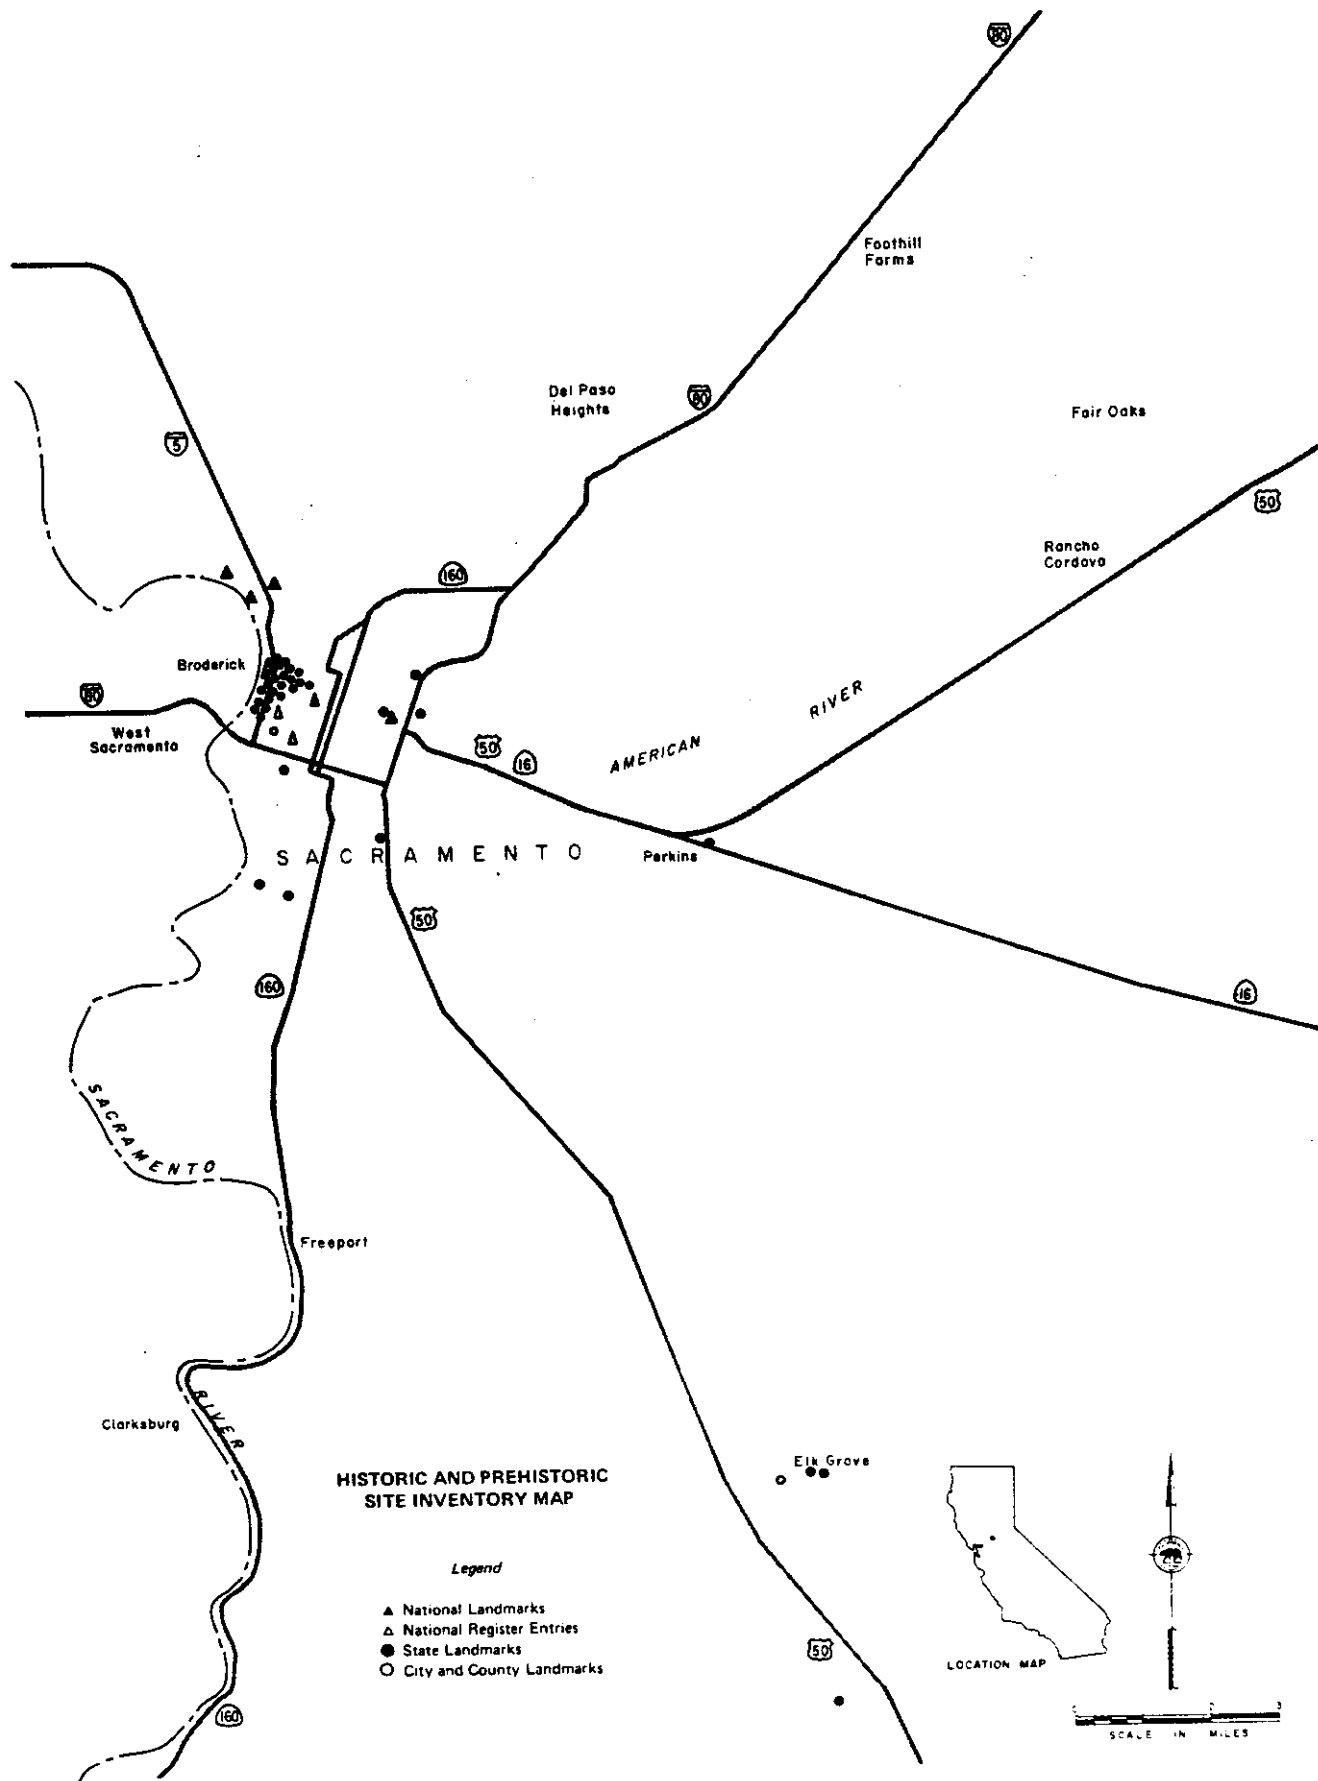 80
Foothill
Farms
Del Paso
Heights
80
Fair Oaks
5
50
Rancho
Cordova
160
Broderick
80
RIVER
West
Sacramento
50
16
AMERICAN
SACRAMENTO
Perkins
50
160
16
SACRAMENTO
Freeport
RIVER
Clarksburg
Elk Grove
HISTORIC AND PREHISTORIC
SITE INVENTORY MAP
Legend
National Landmarks
National Register Entries
State Landmarks
City and County Landmarks
50
LOCATION MAP
160
SCALE IN MILES